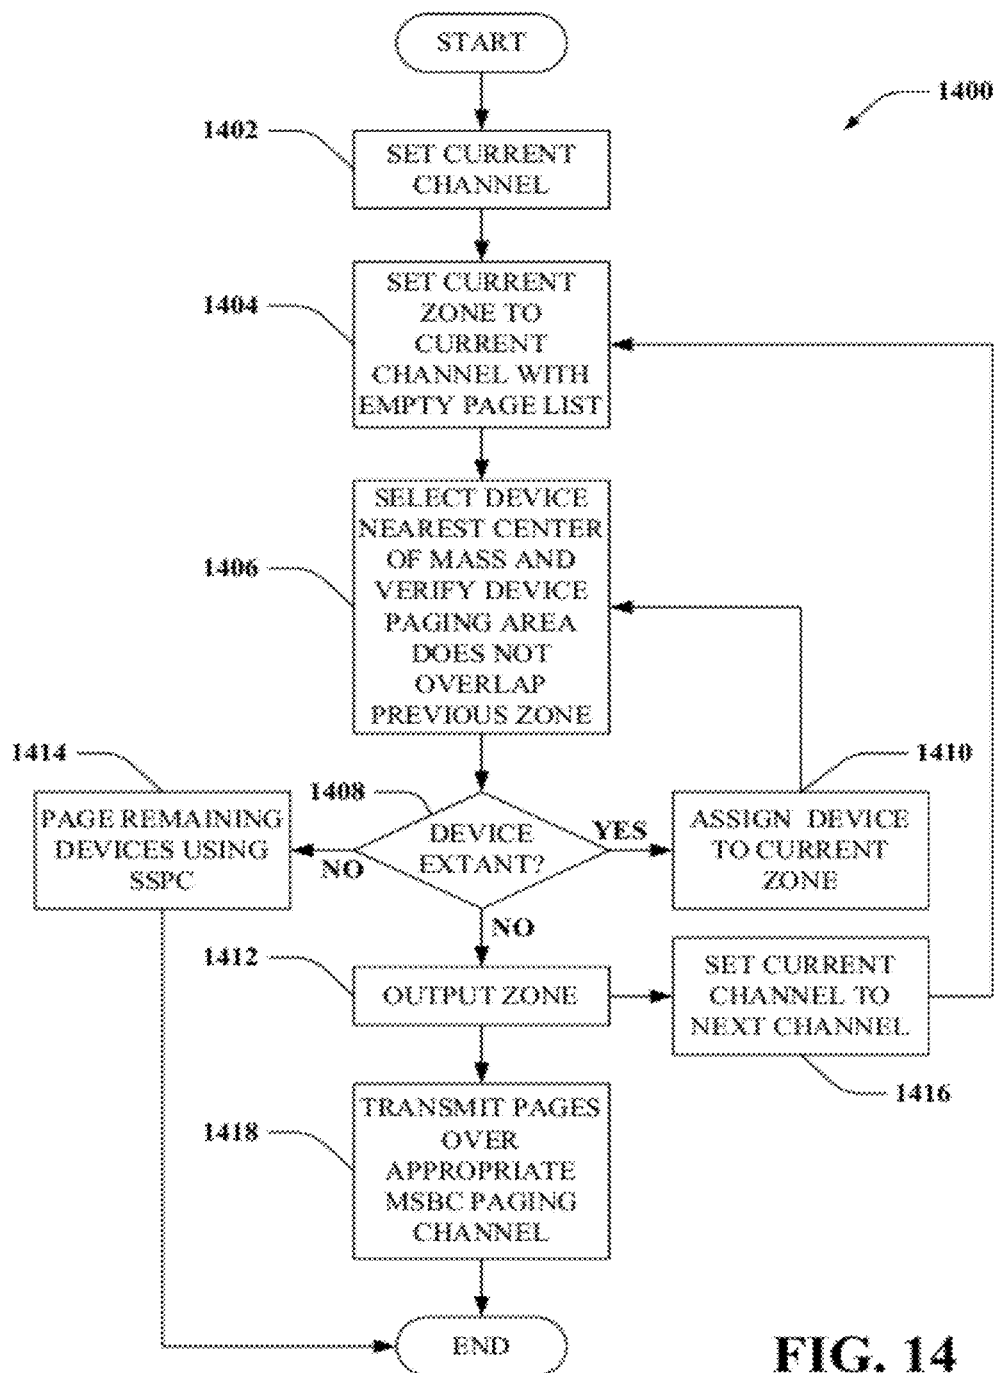 START
1400
1402
SET CURRENT
CHANNEL
1404
SET CURRENT
ZONE TO
CURRENT
CHANNEL WITH
EMPTY PAGE LIST
1406
SELECT DEVICE
NEAREST CENTER
OF MASS AND
VERIFY DEVICE
PAGING AREA
DOES NOT
OVERLAP
PREVIOUS ZONE
1414
PAGE REMAINING
DEVICES USING
SSPC
1408
DEVICE
EXTANT?
YES
NO
NO
1410
ASSIGN DEVICE
TO CURRENT
ZONE
1412
OUTPUT ZONE
SET CURRENT
CHANNEL TO
NEXT CHANNEL
1416
1418
TRANSMIT PAGES
OVER
APPROPRIATE
MSBC PAGING
CHANNEL
END
FIG. 14